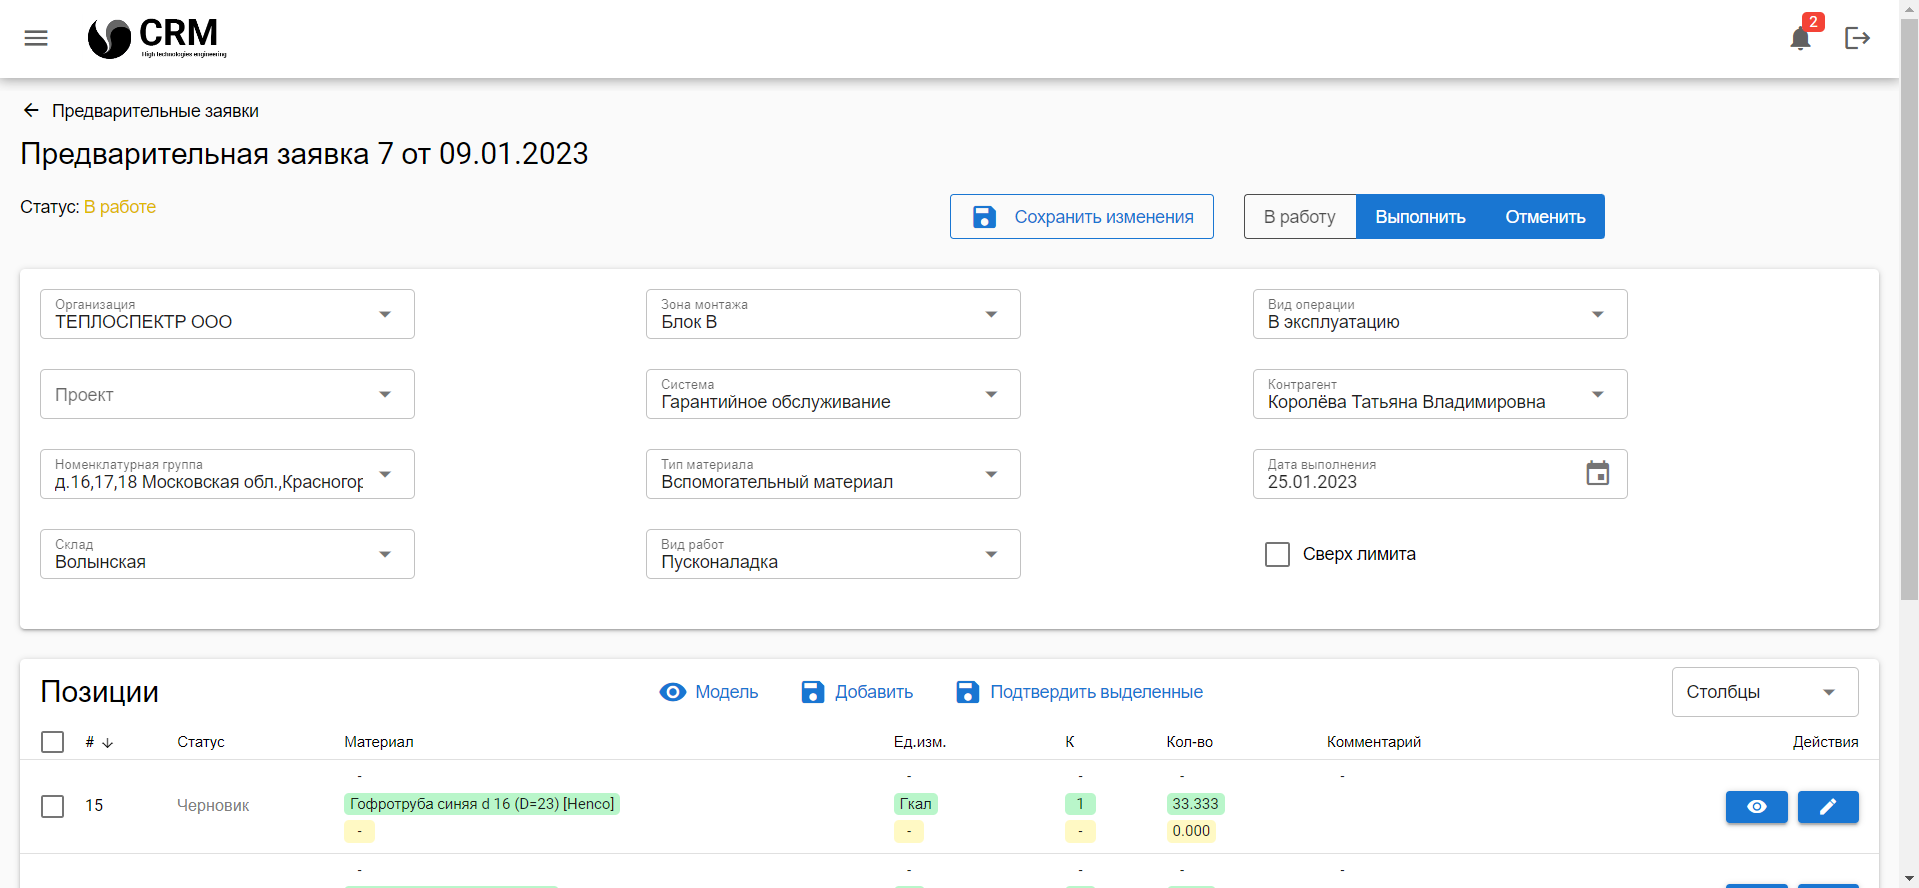 CRM
High technologies engineering
2
Предварительные заявки
Предварительная заявка 7 от 09.01.2023
Статус: В работе
Сохранить изменения
В работу
Выполнить
Отменить
Организация
ТЕПЛОСПЕКТР ООО
Зона монтажа
Блок В
Вид операции
В эксплуатацию
Проект
Система
Гарантийное обслуживание
Контрагент
Королёва Татьяна Владимировна
Номенклатурная группа
д.16,17,18 Московская обл.,Красногор
Тип материала
Вспомогательный материал
Дата выполнения
25.01.2023
Склад
Волынская
Вид работ
Пусконаладка
Сверх лимита
Позиции
Модель
Добавить
Подтвердить выделенные
Столбцы
# Статус Материал Ед.изм. К Кол-во Комментарий Действия
- - - - -
15 Черновик Гофротруба синяя d 16 (D=23) [Henco] Гкал 1 33.333
- - - 0.000
- - - - -